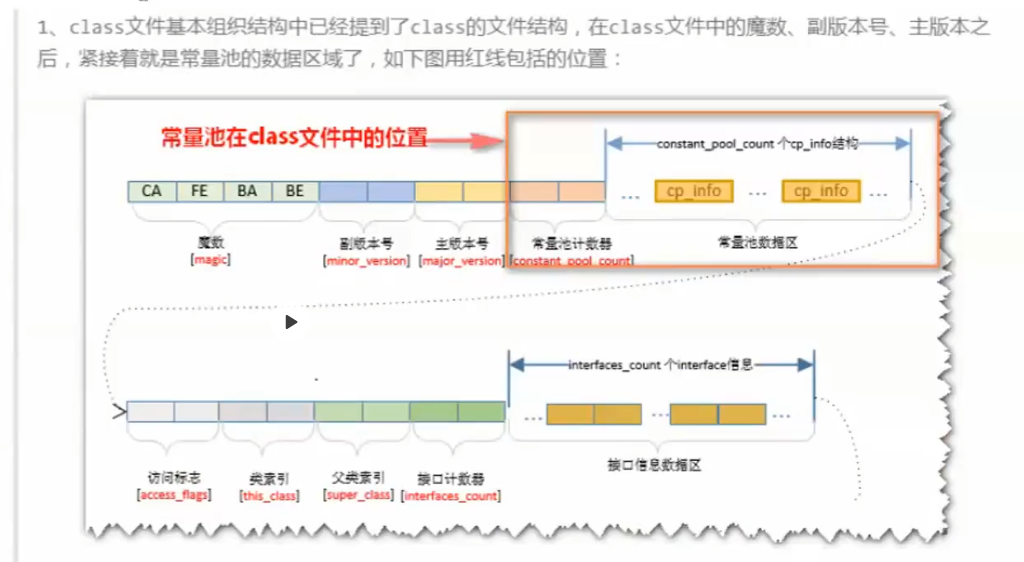 1、class文件基本组织结构中已经提到了class的文件结构，在class文件中的魔数、副版本号、主版本之
后，紧接着就是常量池的数据区域了，如下图用红线包括的位置：
常量池在class文件中的位置
constant_pool_count 个cp_info结构
CA FE BA BE
... cp_info ... cp_info ...
魔数 副版本号 主版本号 常量池计数器 常量池数据区
[magic] [minor_version] [major_version] [constant_pool_count]
interfaces_count 个interface信息
... ... ...
访问标志 类索引 父类索引 接口计数器 接口信息数据区
[access_flags] [this_class] [super_class] [interfaces_count]